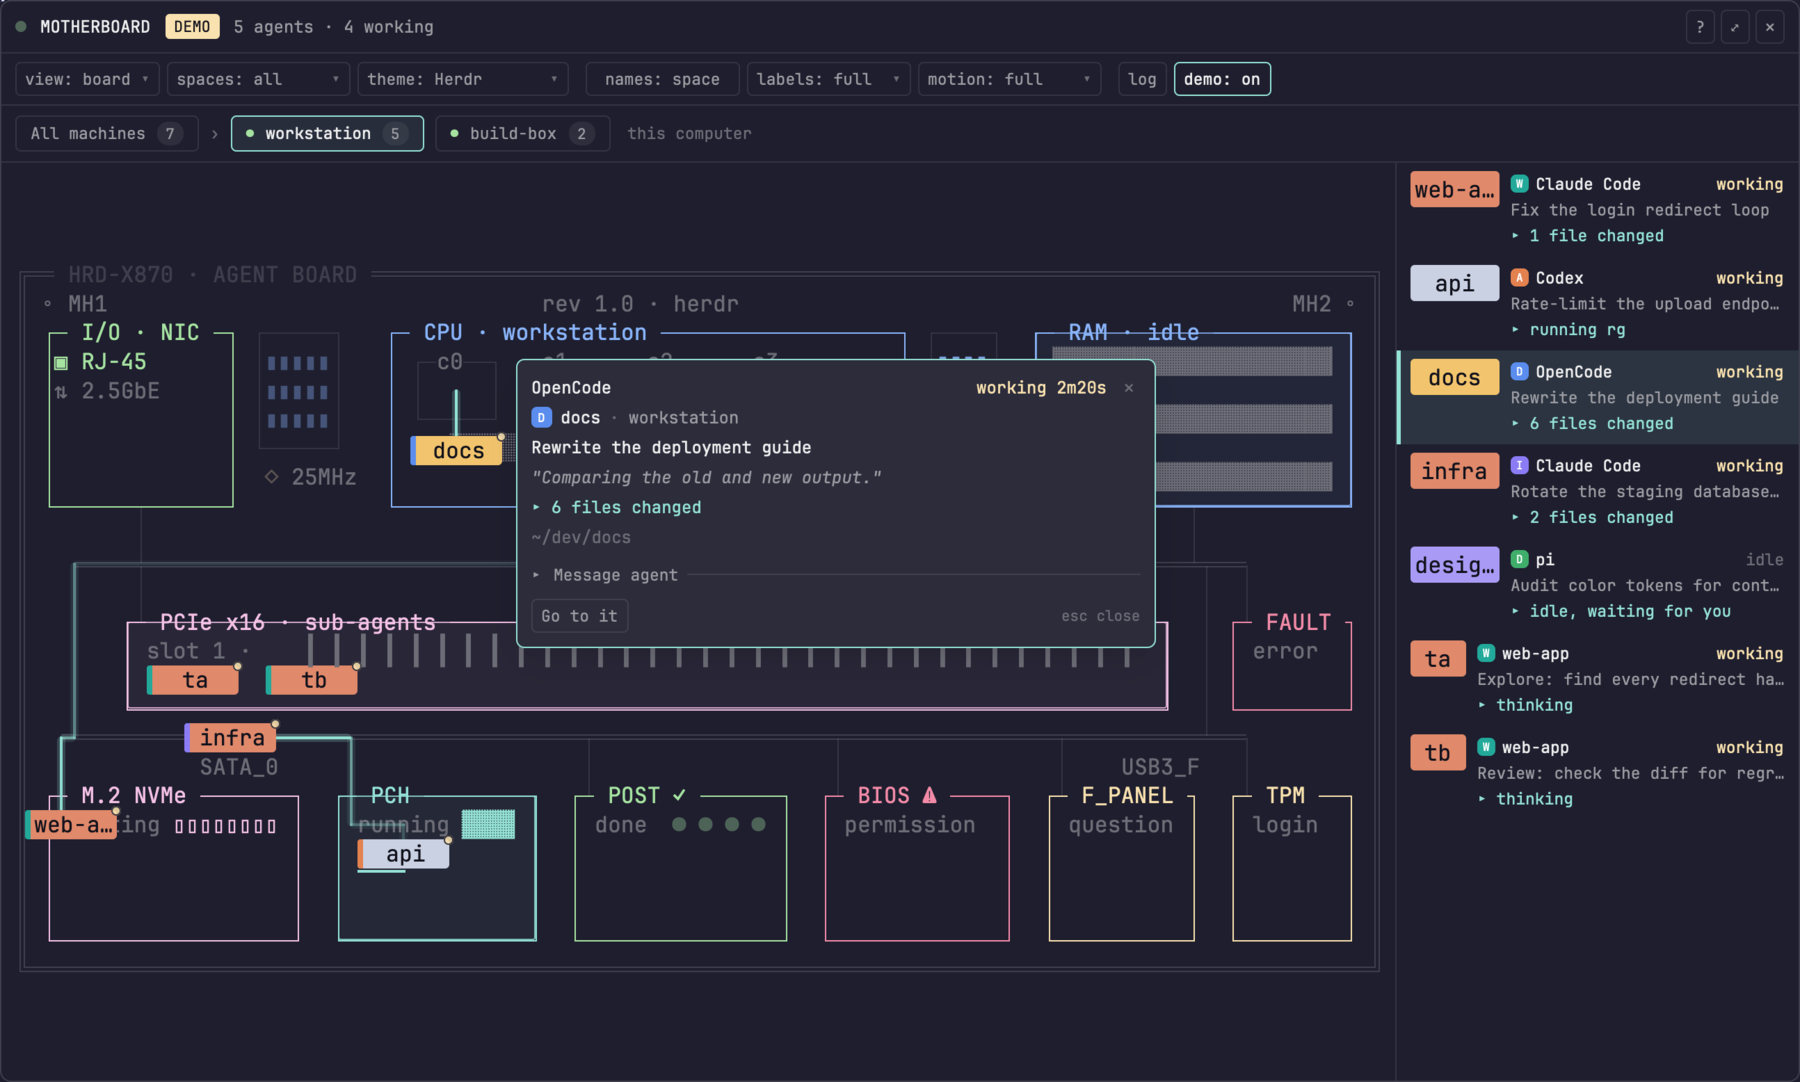 MOTHERBOARD DEMO 5 agents · 4 working ? ⤢ ×
view: board ▾ spaces: all ▾ theme: Herdr ▾ names: space labels: full ▾ motion: full ▾ log demo: on
All machines 7 › workstation 5 build-box 2 this computer
HRD-X870 · AGENT BOARD
MH1 rev 1.0 · herdr MH2
I/O · NIC CPU · workstation RAM · idle
RJ-45 c0
2.5GbE
docs
25MHz
OpenCode working 2m20s ×
D docs · workstation
Rewrite the deployment guide
"Comparing the old and new output."
▸ 6 files changed
~/dev/docs
▸ Message agent
Go to it esc close
PCIe x16 · sub-agents FAULT
slot 1 · error
ta tb
infra
SATA_0 USB3_F
M.2 NVMe PCH POST ✓ BIOS F_PANEL TPM
web-a… running done permission question login
api
web-a… W Claude Code working
Fix the login redirect loop
▸ 1 file changed
api A Codex working
Rate-limit the upload endpo…
▸ running rg
docs D OpenCode working
Rewrite the deployment guide
▸ 6 files changed
infra I Claude Code working
Rotate the staging database…
▸ 2 files changed
desig… D pi idle
Audit color tokens for cont…
▸ idle, waiting for you
ta W web-app working
Explore: find every redirect ha…
▸ thinking
tb W web-app working
Review: check the diff for regr…
▸ thinking